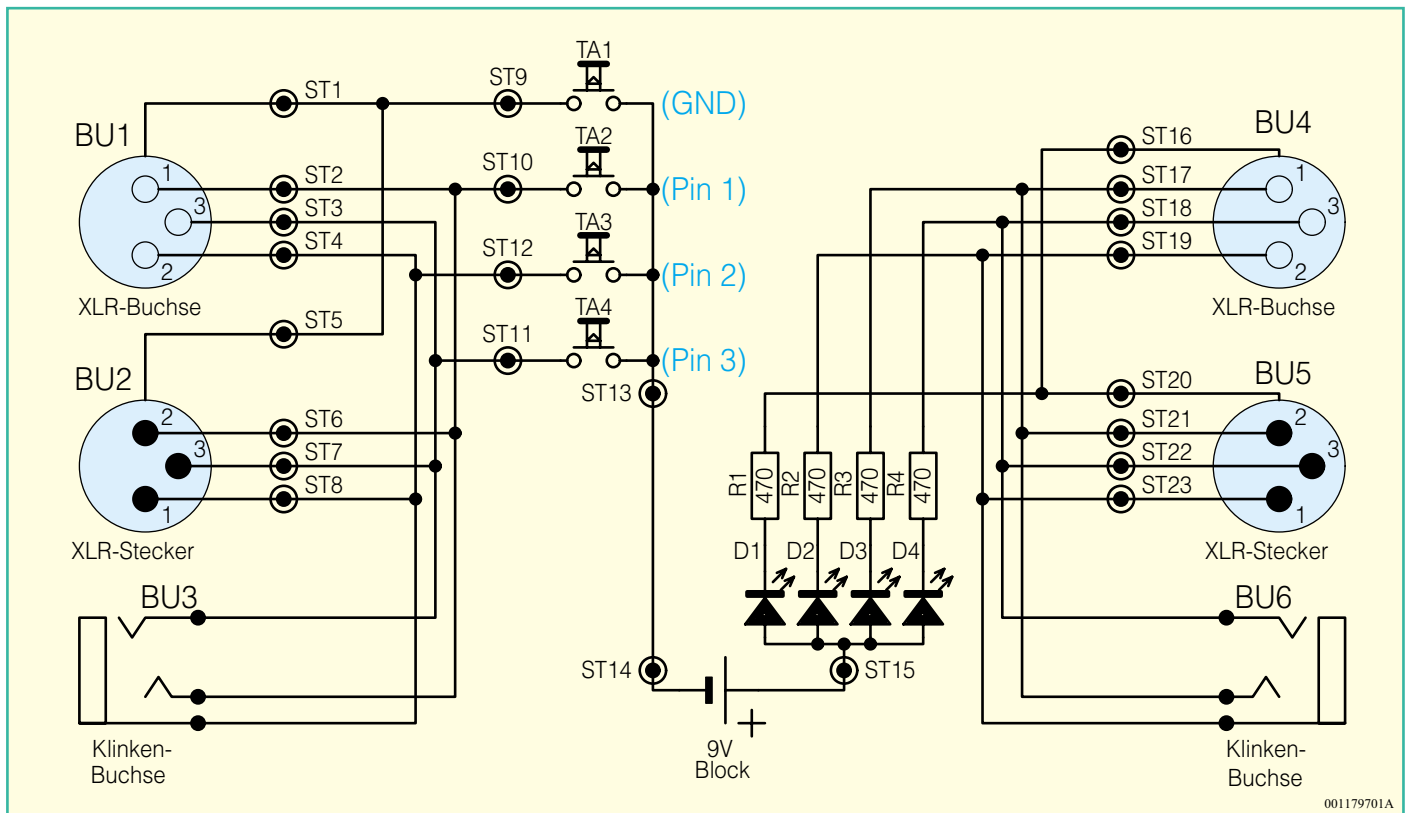 TA1
ST1
ST9
(GND)
BU1
TA2
ST16
BU4
1
ST2
ST10
(Pin 1)
ST17
1
3
ST3
TA3
ST18
3
ST4
ST12
(Pin 2)
ST19
2
2
XLR-Buchse
TA4
XLR-Buchse
ST5
ST11
(Pin 3)
BU2
ST13
ST20
BU5
2
ST6
ST21
2
3
ST7
ST22
3
ST8
R1
470
R2
470
R3
470
R4
470
ST23
1
1
XLR-Stecker
D1
D2
D3
D4
XLR-Stecker
BU3
BU6
ST14
ST15
Klinken-
Buchse
9V
Block
Klinken-
Buchse
001179701A